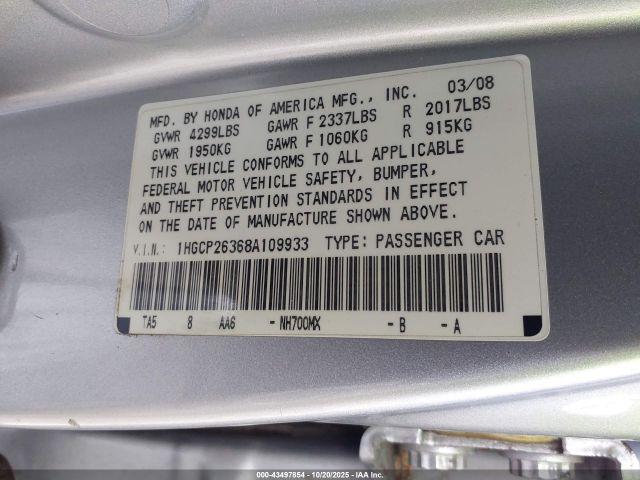 MFD. BY HONDA OF AMERICA MFG., INC. 03/08
GVWR 4299LBS GAWR F 2337LBS R 2017LBS
GVWR 1950KG GAWR F 1060KG R 915KG
THIS VEHICLE CONFORMS TO ALL APPLICABLE
FEDERAL MOTOR VEHICLE SAFETY, BUMPER,
AND THEFT PREVENTION STANDARDS IN EFFECT
ON THE DATE OF MANUFACTURE SHOWN ABOVE.
V.I.N.: 1HGCP26368A109933 TYPE: PASSENGER CAR
TA5 8 AA6 -NH700MX -B -A
000-43497854 | 10/20/2025 - IAA Inc.